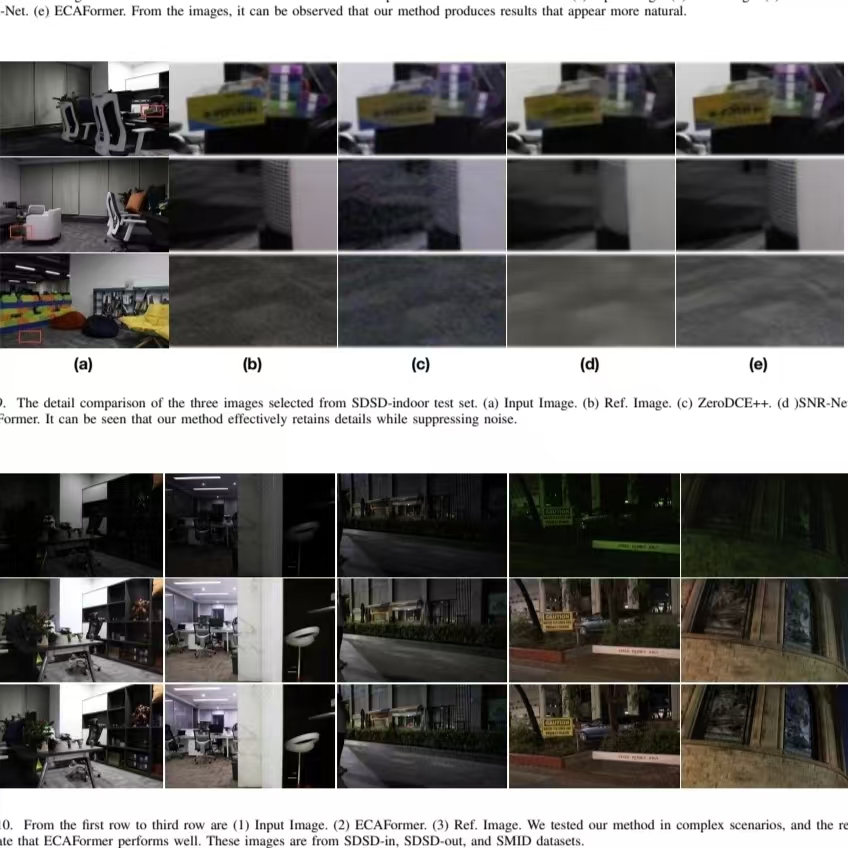 -Net. (e) ECAFormer. From the images, it can be observed that our method produces results that appear more natural.
(a) (b) (c) (d) (e)
9. The detail comparison of the three images selected from SDSD-indoor test set. (a) Input Image. (b) Ref. Image. (c) ZeroDCE++. (d )SNR-Ne
Former. It can be seen that our method effectively retains details while suppressing noise.
CAUTION
CAUTION
CAUTION
10. From the first row to third row are (1) Input Image. (2) ECAFormer. (3) Ref. Image. We tested our method in complex scenarios, and the re
ate that ECAFormer performs well. These images are from SDSD-in, SDSD-out, and SMID datasets.